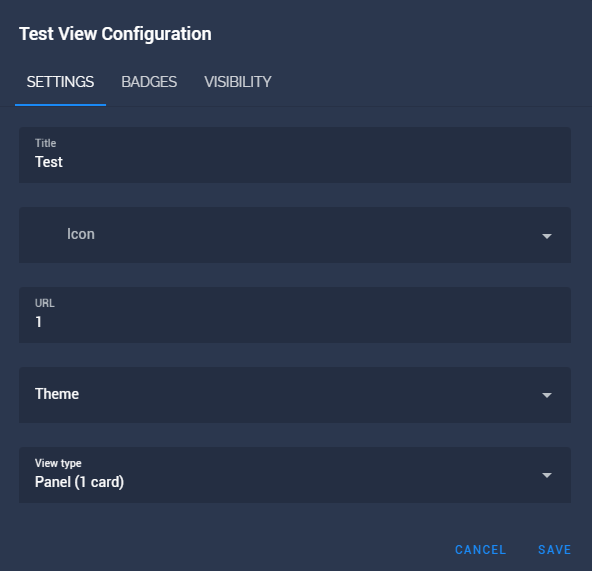 Test View Configuration
SETTINGS BADGES VISIBILITY
Title
Test
Icon
URL
1
Theme
View type
Panel (1 card)
CANCEL SAVE